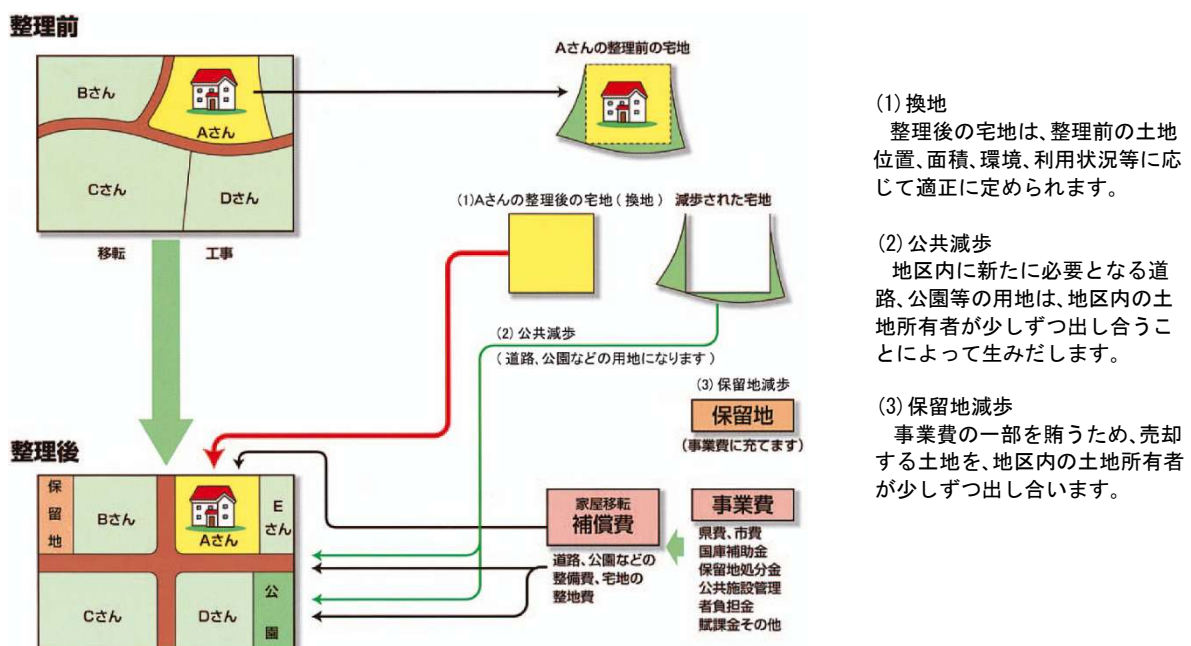 整理前
Bさん
Aさん
Cさん
Dさん
移転
工事
Aさんの整理前の宅地
(1)Aさんの整理後の宅地(換地)
減歩された宅地
(2)公共減歩
(道路、公園などの用地になります)
(3)保留地減歩
保留地
(事業費に充てます)
整理後
保
留
地
Bさん
Aさん
E
さん
Cさん
Dさん
公
園
家屋移転
補償費
道路、公園などの
整備費、宅地の
整地費
事業費
県費、市費
国庫補助金
保留地処分金
公共施設管理
者負担金
賦課金その他
(1)換地
整理後の宅地は、整理前の土地
位置、面積、環境、利用状況等に応
じて適正に定められます。
(2)公共減歩
地区内に新たに必要となる道
路、公園等の用地は、地区内の土
地所有者が少しずつ出し合うこ
とによって生みだします。
(3)保留地減歩
事業費の一部を賄うため、売却
する土地を、地区内の土地所有者
が少しずつ出し合います。